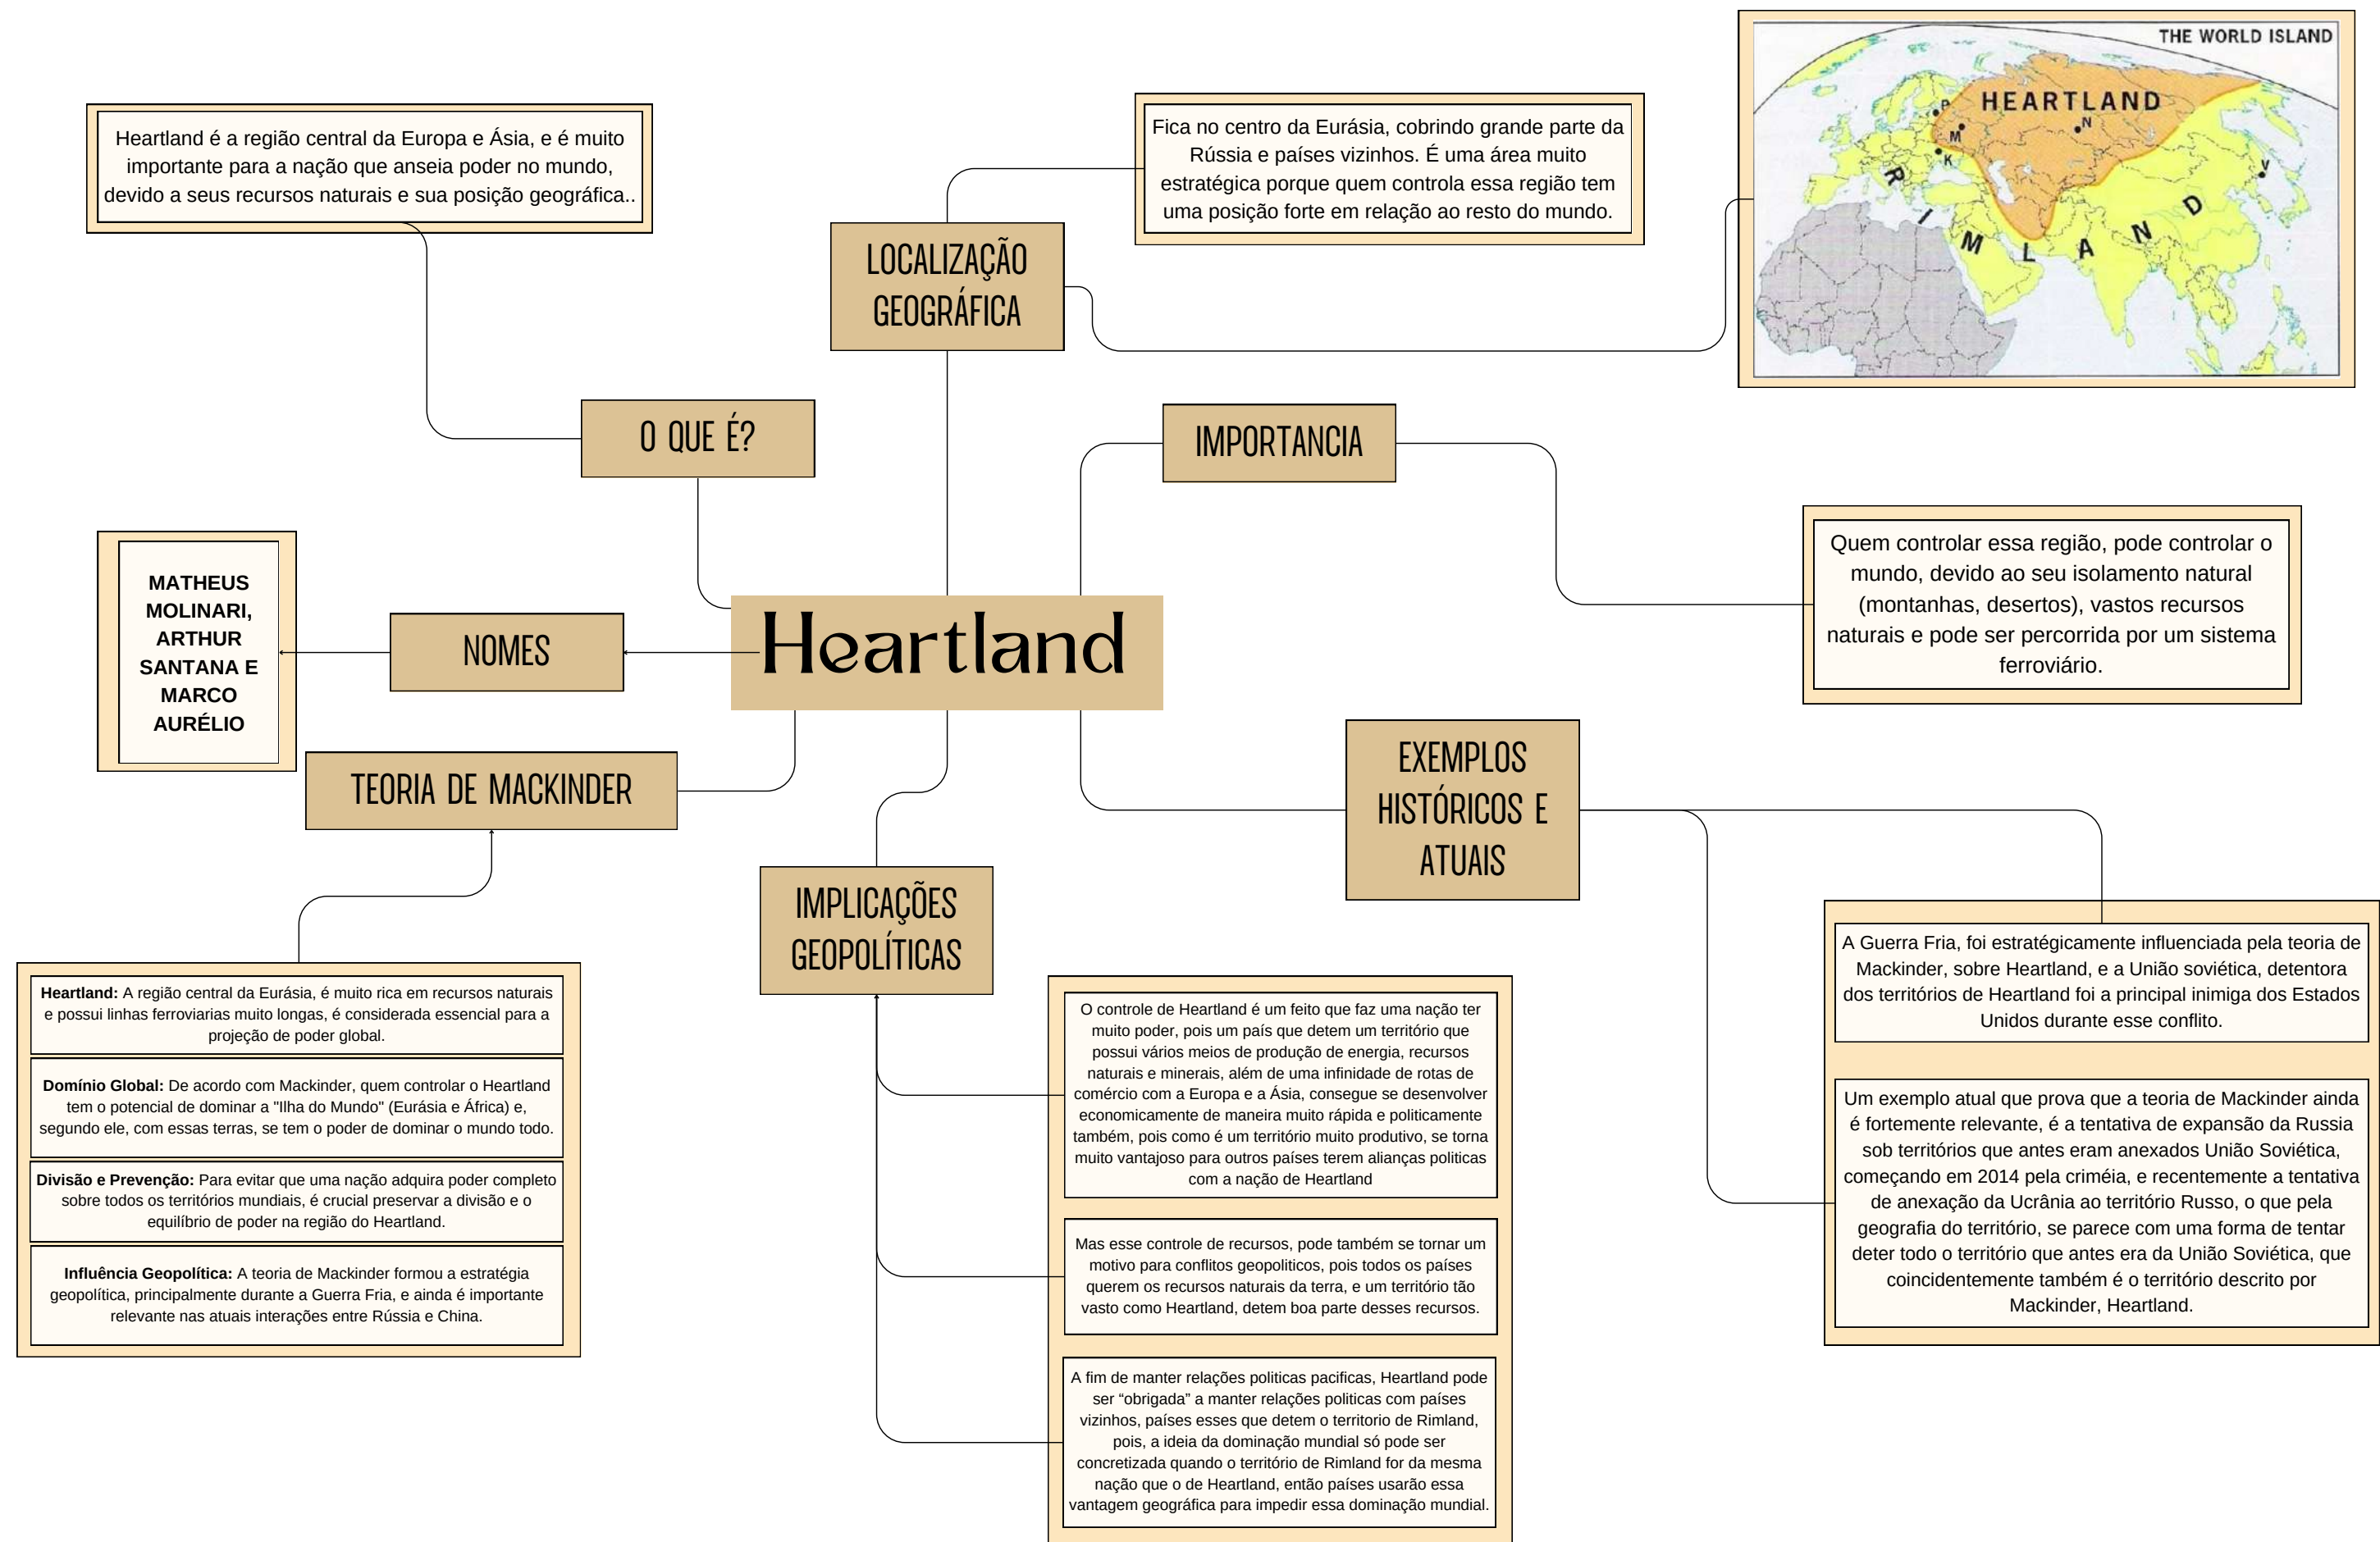 Heartland é a região central da Europa e Ásia, e é muito
importante para a nação que anseia poder no mundo,
devido a seus recursos naturais e sua posição geográfica..
Fica no centro da Eurásia, cobrindo grande parte da
Rússia e países vizinhos. É uma área muito
estratégica porque quem controla essa região tem
uma posição forte em relação ao resto do mundo.
THE WORLD ISLAND
HEARTLAND
P
M
N
K
V
RIMLAND
LOCALIZAÇÃO
GEOGRÁFICA
O QUE É?
IMPORTANCIA
Quem controlar essa região, pode controlar o
mundo, devido ao seu isolamento natural
(montanhas, desertos), vastos recursos
naturais e pode ser percorrida por um sistema
ferroviário.
MATHEUS
MOLINARI,
ARTHUR
SANTANA E
MARCO
AURÉLIO
NOMES
Heartland
TEORIA DE MACKINDER
EXEMPLOS
HISTÓRICOS E
ATUAIS
IMPLICAÇÕES
GEOPOLÍTICAS
Heartland: A região central da Eurásia, é muito rica em recursos naturais
e possui linhas ferroviarias muito longas, é considerada essencial para a
projeção de poder global.
Domínio Global: De acordo com Mackinder, quem controlar o Heartland
tem o potencial de dominar a "Ilha do Mundo" (Eurásia e África) e,
segundo ele, com essas terras, se tem o poder de dominar o mundo todo.
Divisão e Prevenção: Para evitar que uma nação adquira poder completo
sobre todos os territórios mundiais, é crucial preservar a divisão e o
equilíbrio de poder na região do Heartland.
Influência Geopolítica: A teoria de Mackinder formou a estratégia
geopolítica, principalmente durante a Guerra Fria, e ainda é importante
relevante nas atuais interações entre Rússia e China.
O controle de Heartland é um feito que faz uma nação ter
muito poder, pois um país que detem um território que
possui vários meios de produção de energia, recursos
naturais e minerais, além de uma infinidade de rotas de
comércio com a Europa e a Ásia, consegue se desenvolver
economicamente de maneira muito rápida e politicamente
também, pois como é um território muito produtivo, se torna
muito vantajoso para outros países terem alianças politicas
com a nação de Heartland
Mas esse controle de recursos, pode também se tornar um
motivo para conflitos geopoliticos, pois todos os países
querem os recursos naturais da terra, e um território tão
vasto como Heartland, detem boa parte desses recursos.
A fim de manter relações politicas pacificas, Heartland pode
ser “obrigada” a manter relações politicas com países
vizinhos, países esses que detem o territorio de Rimland,
pois, a ideia da dominação mundial só pode ser
concretizada quando o território de Rimland for da mesma
nação que o de Heartland, então países usarão essa
vantagem geográfica para impedir essa dominação mundial.
A Guerra Fria, foi estratégicamente influenciada pela teoria de
Mackinder, sobre Heartland, e a União soviética, detentora
dos territórios de Heartland foi a principal inimiga dos Estados
Unidos durante esse conflito.
Um exemplo atual que prova que a teoria de Mackinder ainda
é fortemente relevante, é a tentativa de expansão da Russia
sob territórios que antes eram anexados União Soviética,
começando em 2014 pela criméia, e recentemente a tentativa
de anexação da Ucrânia ao território Russo, o que pela
geografia do território, se parece com uma forma de tentar
deter todo o território que antes era da União Soviética, que
coincidentemente também é o território descrito por
Mackinder, Heartland.